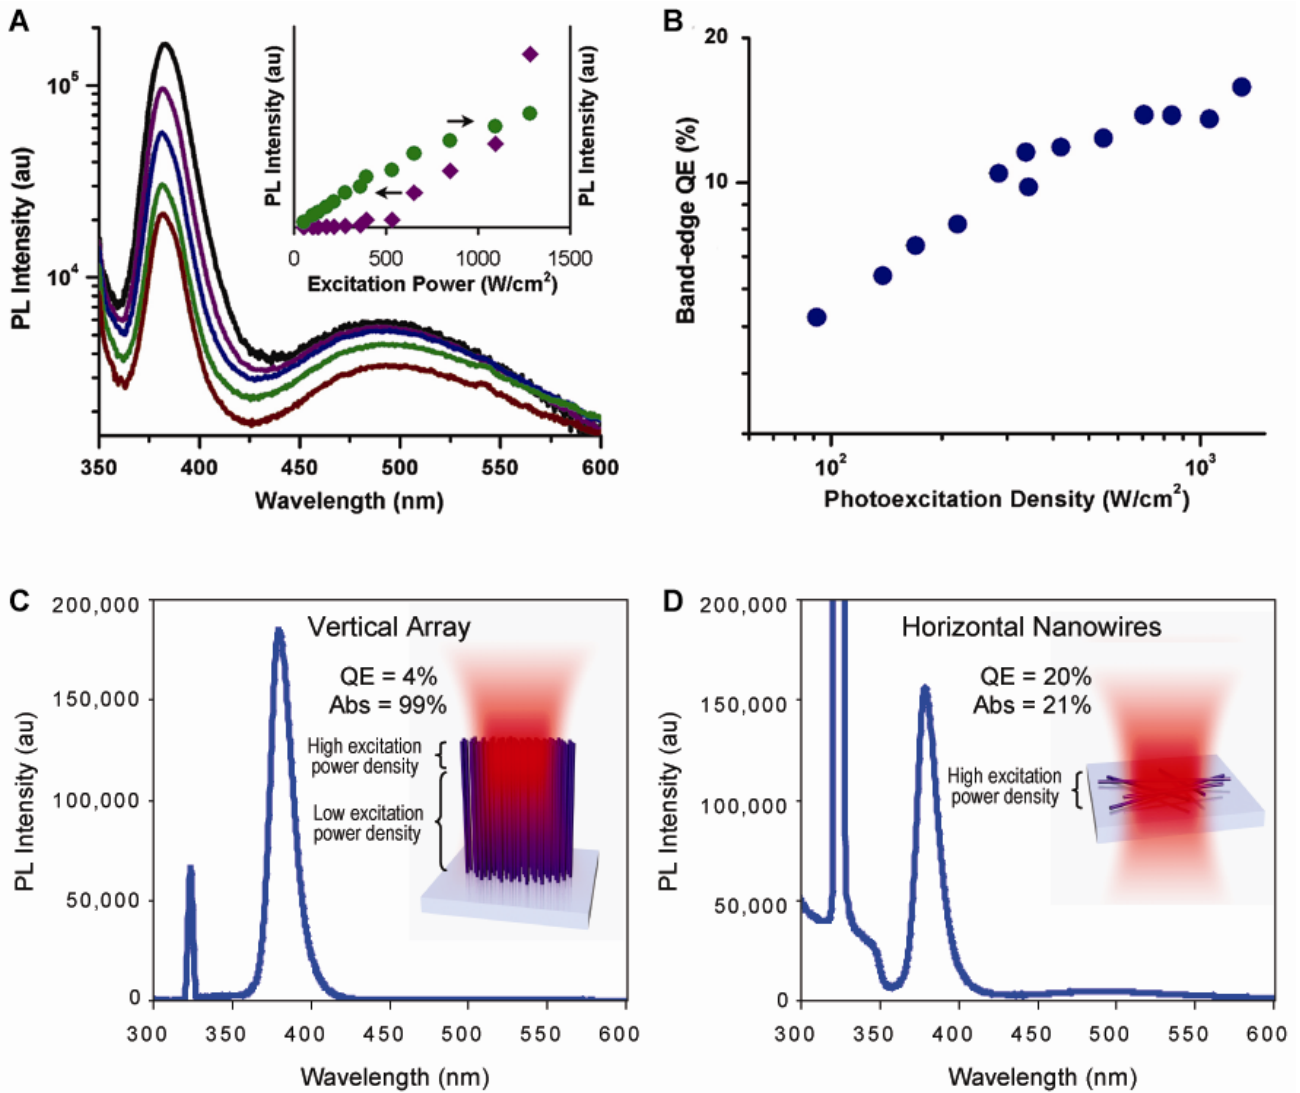 A
PL Intensity (au)
10⁵
10⁴
350 400 450 500 550 600
Wavelength (nm)
PL Intensity (au)
PL Intensity (au)
0 500 1000 1500
Excitation Power (W/cm²)
B
Band-edge QE (%)
20
10
10² 10³
Photoexcitation Density (W/cm²)
C
PL Intensity (au)
200,000
150,000
100,000
50,000
0
Vertical Array
QE = 4%
Abs = 99%
High excitation
power density
Low excitation
power density
300 350 400 450 500 550 600
Wavelength (nm)
D
PL Intensity (au)
200,000
150,000
100,000
50,000
0
Horizontal Nanowires
QE = 20%
Abs = 21%
High excitation
power density
300 350 400 450 500 550 600
Wavelength (nm)